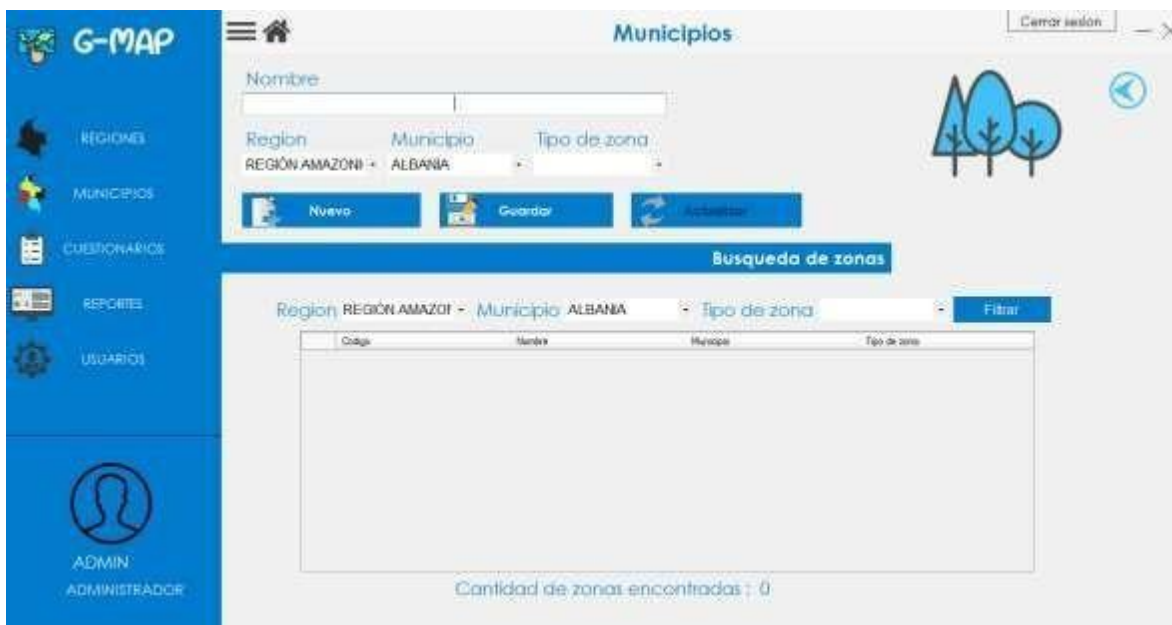 G-MAP
Municipios
Cerrar sesion
REGIONES
MUNICIPIOS
CUESTIONARIOS
REPORTES
USUARIOS
ADMIN
ADMINISTRADOR
Nombre
Region Municipio Tipo de zona
REGIÓN AMAZONI ALBANIA
Nuevo Guardar Actualizar
Busqueda de zonas
Region REGIÓN AMAZOI Municipio ALBANIA Tipo de zona Filtrar
Codigo Nombre Municipio Tipo de zona
Cantidad de zonas encontradas : 0